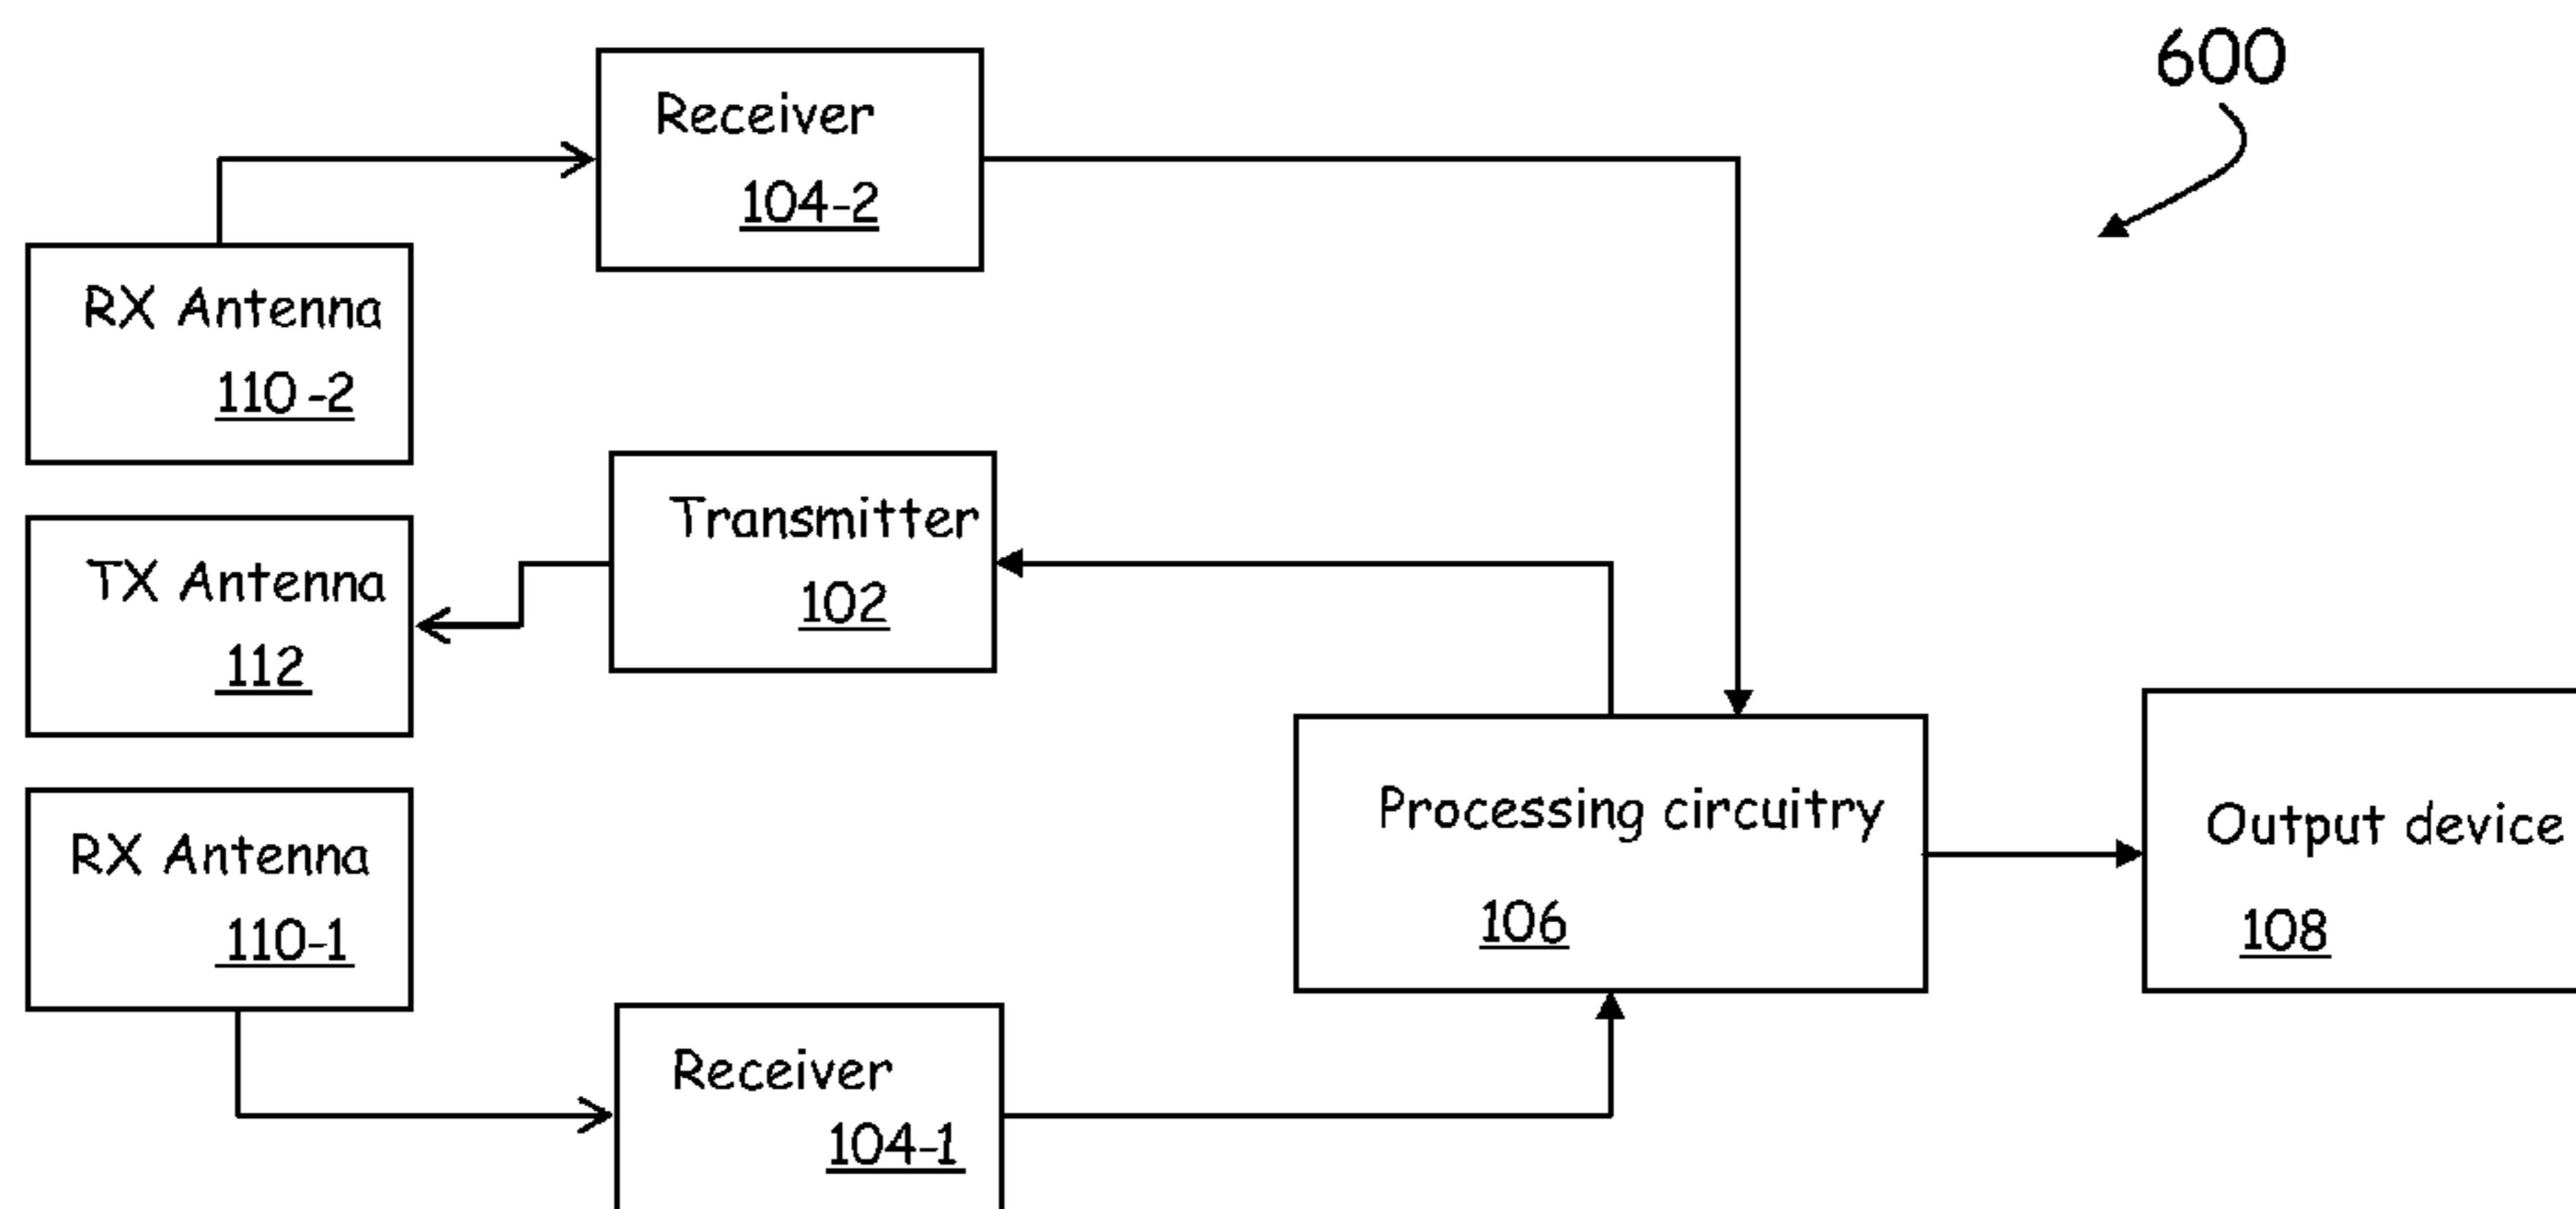 600
Receiver
104-2
RX Antenna
110-2
Transmitter
102
TX Antenna
112
Processing circuitry
106
Output device
108
RX Antenna
110-1
Receiver
104-1